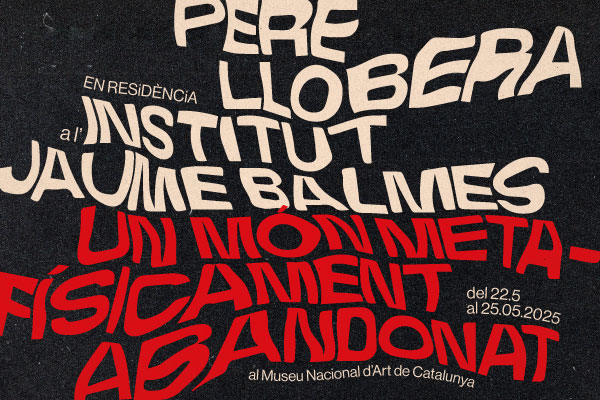 PERE
LLOBERA
EN RESiDÈNCiA
a l' INSTITUT
JAUME BALMES
UN MÓN META-
FÍSICAMENT
ABANDONAT
del 22.5
al 25.05.2025
al Museu Nacional d'Art de Catalunya